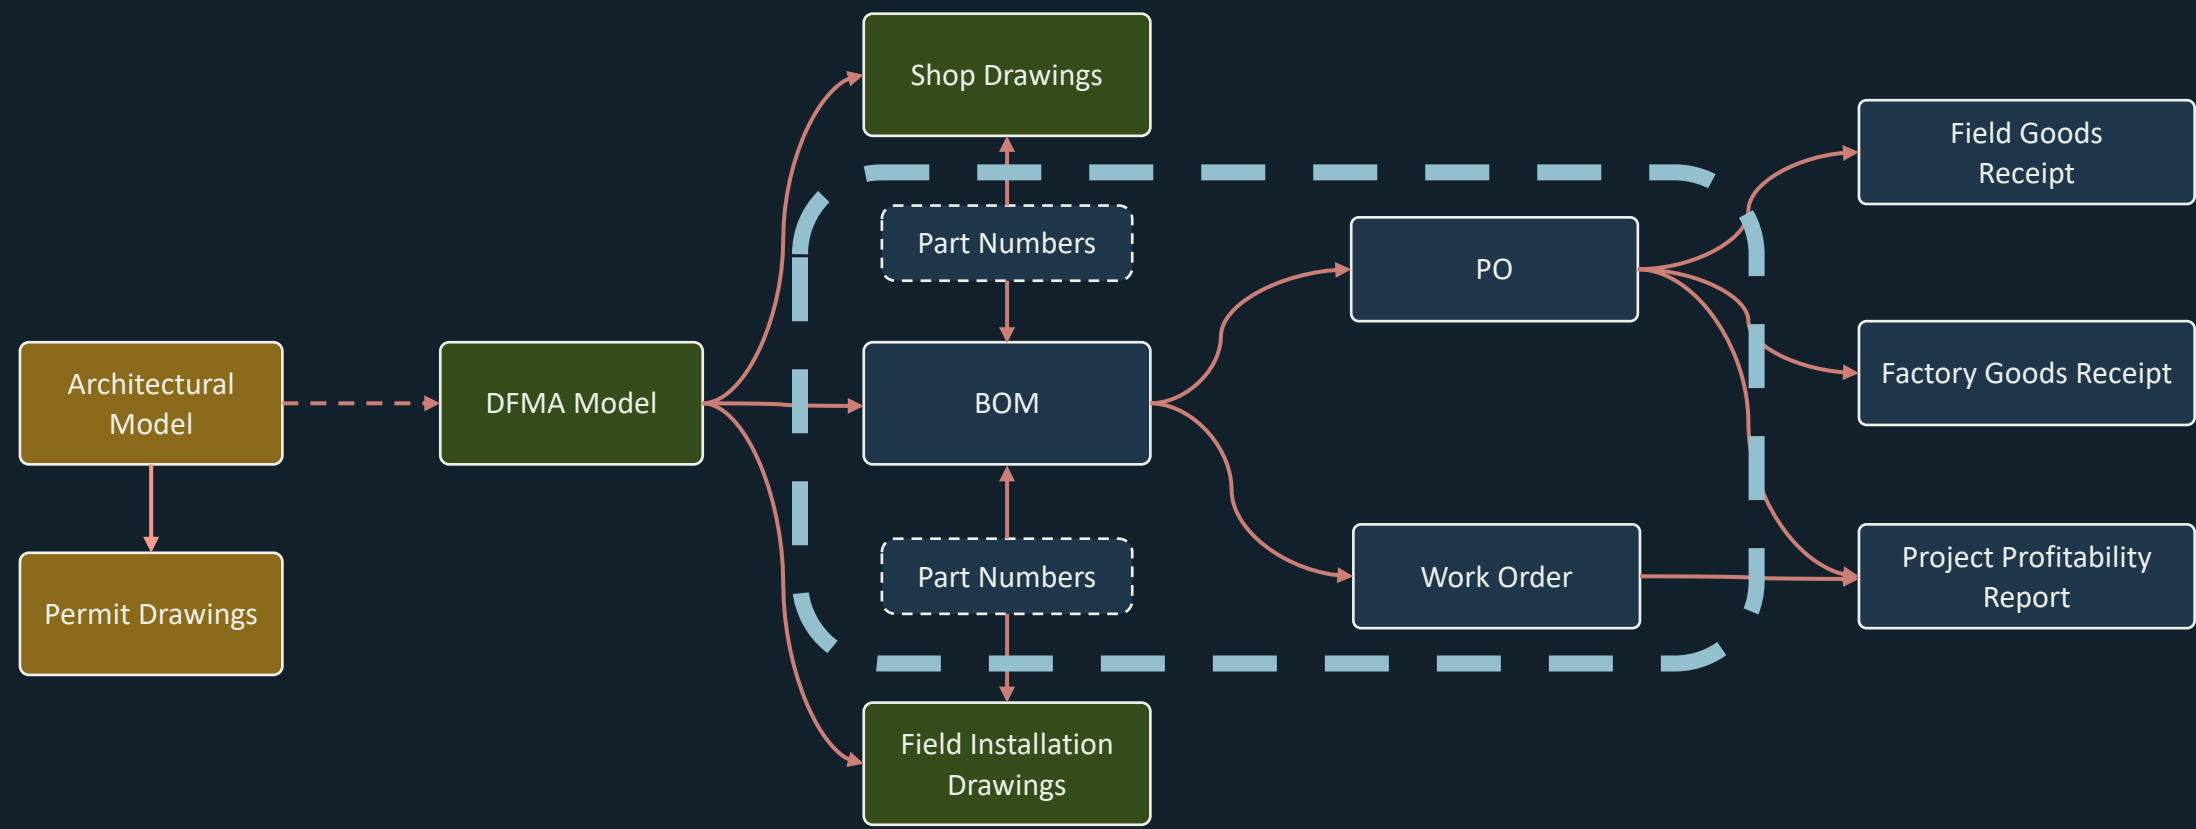 Shop Drawings
Field Goods
Receipt
Part Numbers
PO
Architectural
Model
DFMA Model
BOM
Factory Goods Receipt
Permit Drawings
Part Numbers
Work Order
Project Profitability
Report
Field Installation
Drawings